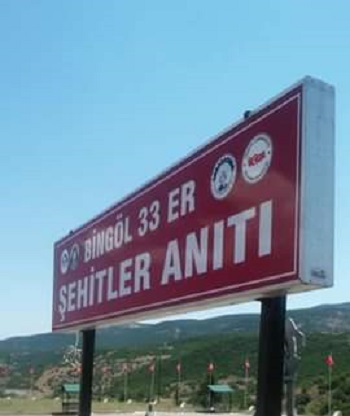 BİNGÖL 33 ER
ŞEHİTLER ANITI